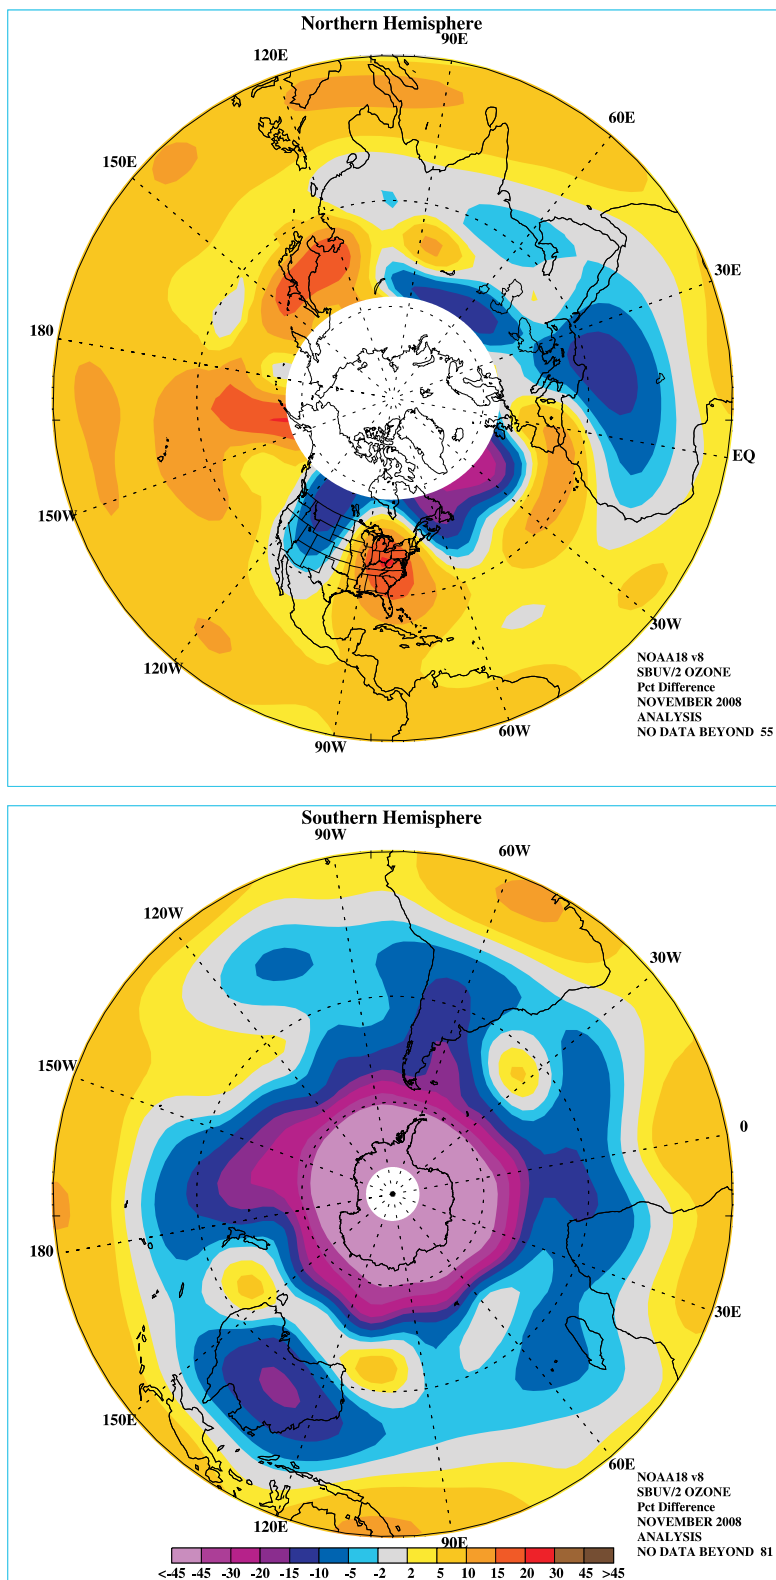 Northern Hemisphere
90E
120E
60E
150E
30E
180
EQ
150W
30W
120W
60W
90W
NOAA18 v8
SBUV/2 OZONE
Pct Difference
NOVEMBER 2008
ANALYSIS
NO DATA BEYOND 55
Southern Hemisphere
90W
60W
120W
30W
150W
0
180
30E
150E
60E
120E
90E
NOAA18 v8
SBUV/2 OZONE
Pct Difference
NOVEMBER 2008
ANALYSIS
NO DATA BEYOND 81
<-45 -45 -30 -20 -15 -10 -5 -2 2 5 10 15 20 30 45 >45